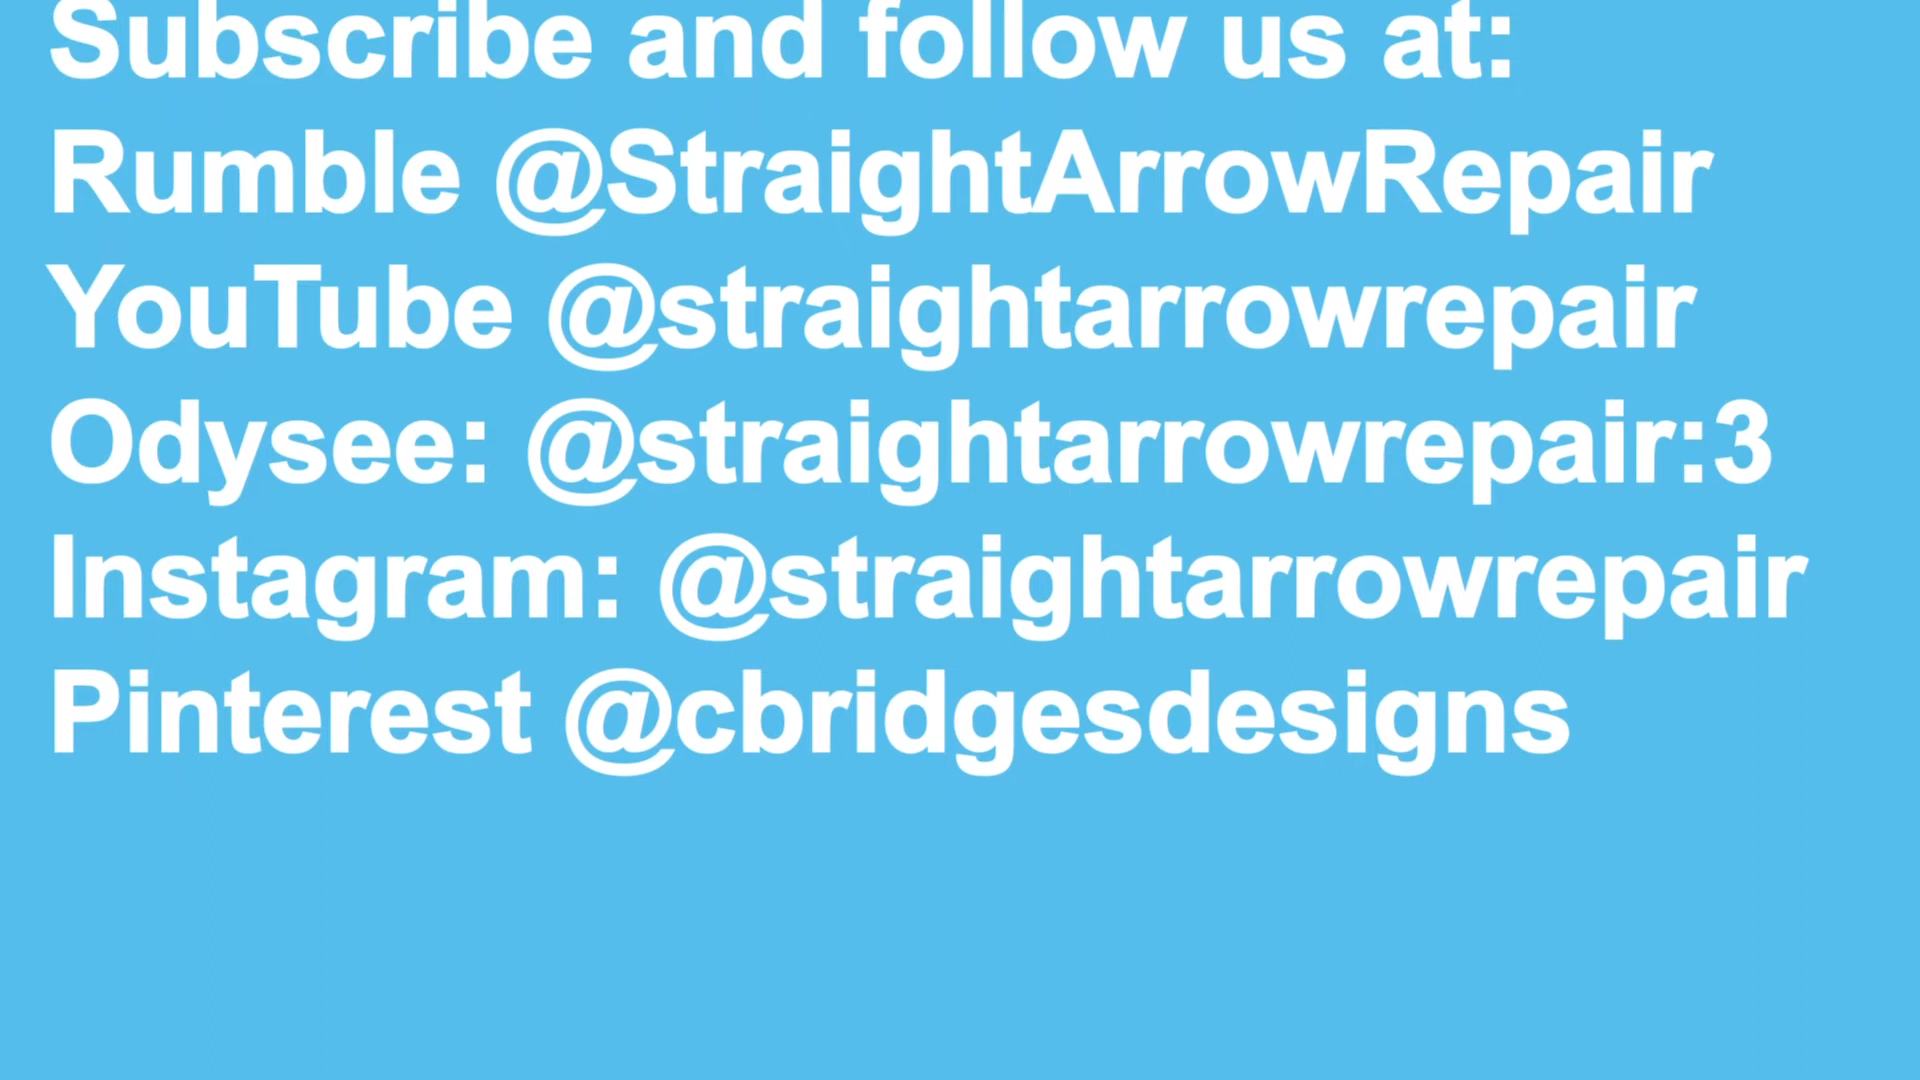 Subscribe and follow us at:
Rumble @StraightArrowRepair
YouTube @straightarrowrepair
Odysee: @straightarrowrepair:3
Instagram: @straightarrowrepair
Pinterest @cbridgesdesigns